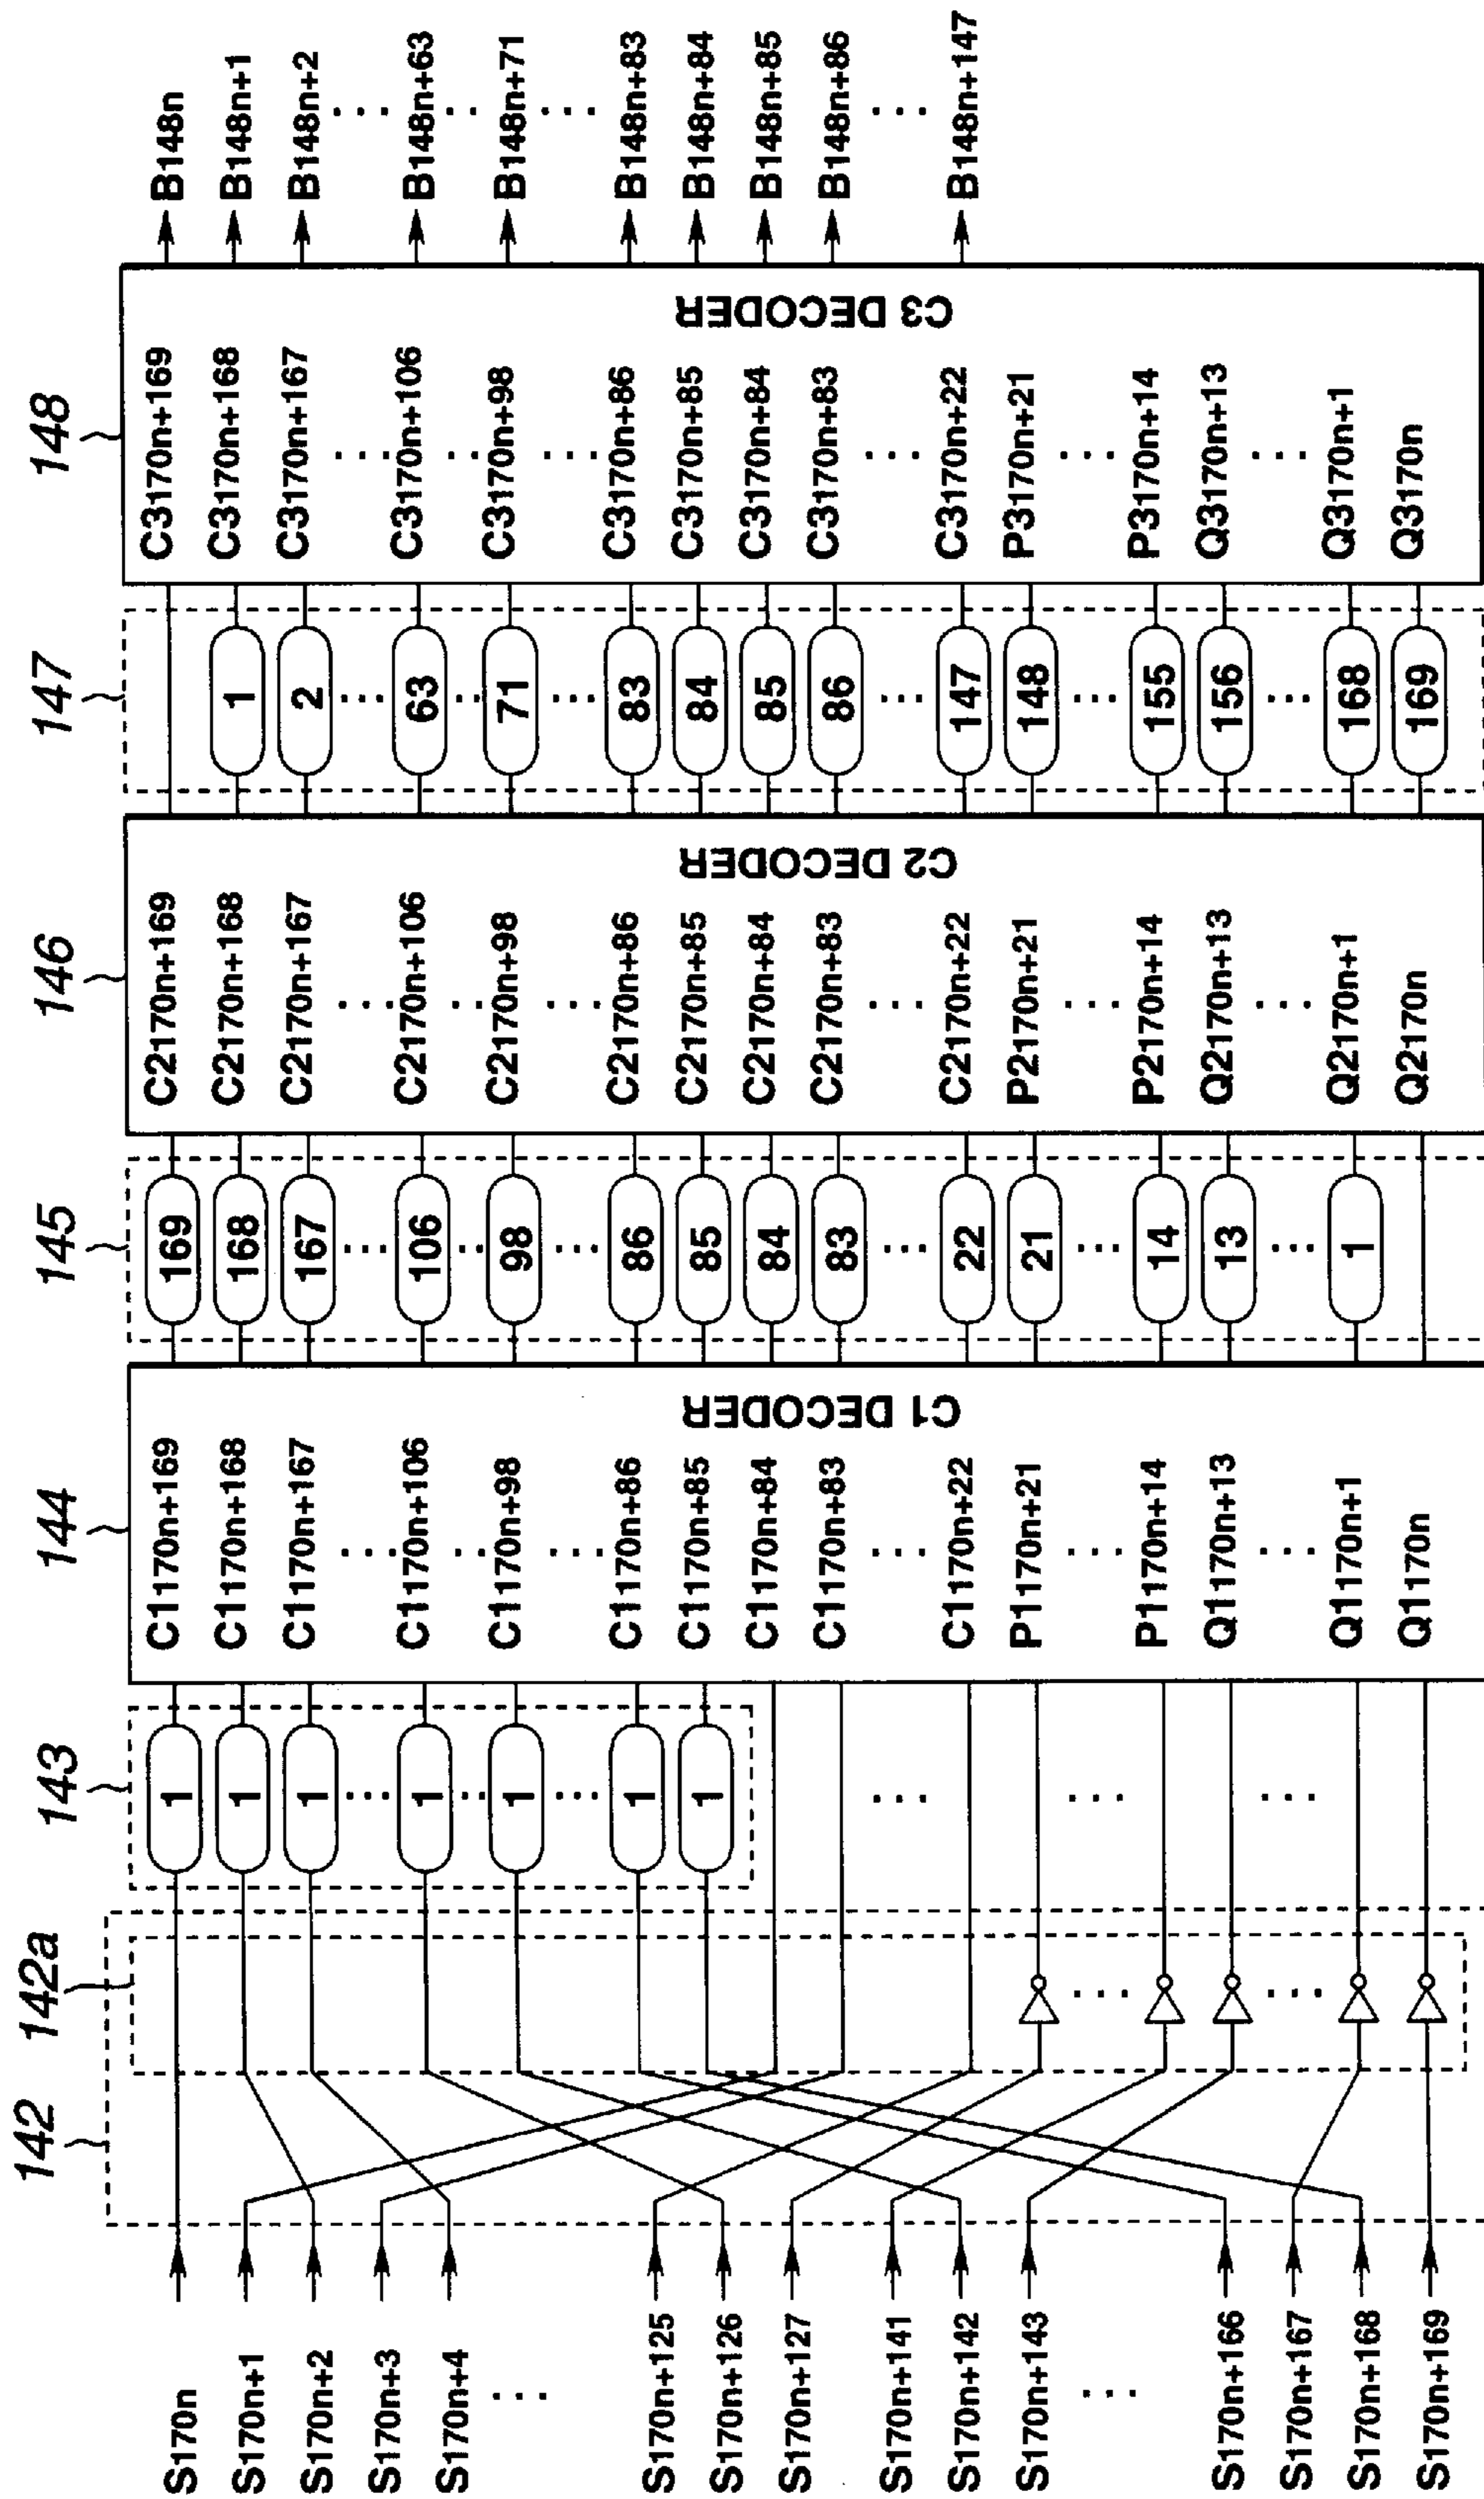 142
142a
143
144
145
146
147
148
S170n
S170n+1
S170n+2
S170n+3
S170n+4
...
S170n+125
S170n+126
S170n+127
S170n+141
S170n+142
S170n+143
...
S170n+166
S170n+167
S170n+168
S170n+169
1
1
1
...
1
...
1
...
1
1
...
...
...
...
...
C1170n+169
C1170n+168
C1170n+167
...
C1170n+106
...
C1170n+98
...
C1170n+86
C1170n+85
C1170n+84
C1170n+83
...
C1170n+22
P1170n+21
...
P1170n+14
Q1170n+13
...
Q1170n+1
Q1170n
C1 DECODER
169
168
167
...
106
...
98
...
86
85
84
83
...
22
21
...
14
13
...
1
C2170n+169
C2170n+168
C2170n+167
...
C2170n+106
...
C2170n+98
...
C2170n+86
C2170n+85
C2170n+84
C2170n+83
...
C2170n+22
P2170n+21
...
P2170n+14
Q2170n+13
...
Q2170n+1
Q2170n
C2 DECODER
1
2
...
63
...
71
...
83
84
85
86
...
147
148
...
155
156
...
168
169
C3170n+169
C3170n+168
C3170n+167
...
C3170n+106
...
C3170n+98
...
C3170n+86
C3170n+85
C3170n+84
C3170n+83
...
C3170n+22
P3170n+21
...
P3170n+14
Q3170n+13
...
Q3170n+1
Q3170n
C3 DECODER
B148n
B148n+1
B148n+2
...
B148n+63
...
B148n+71
...
B148n+83
B148n+84
B148n+85
B148n+86
...
B148n+147